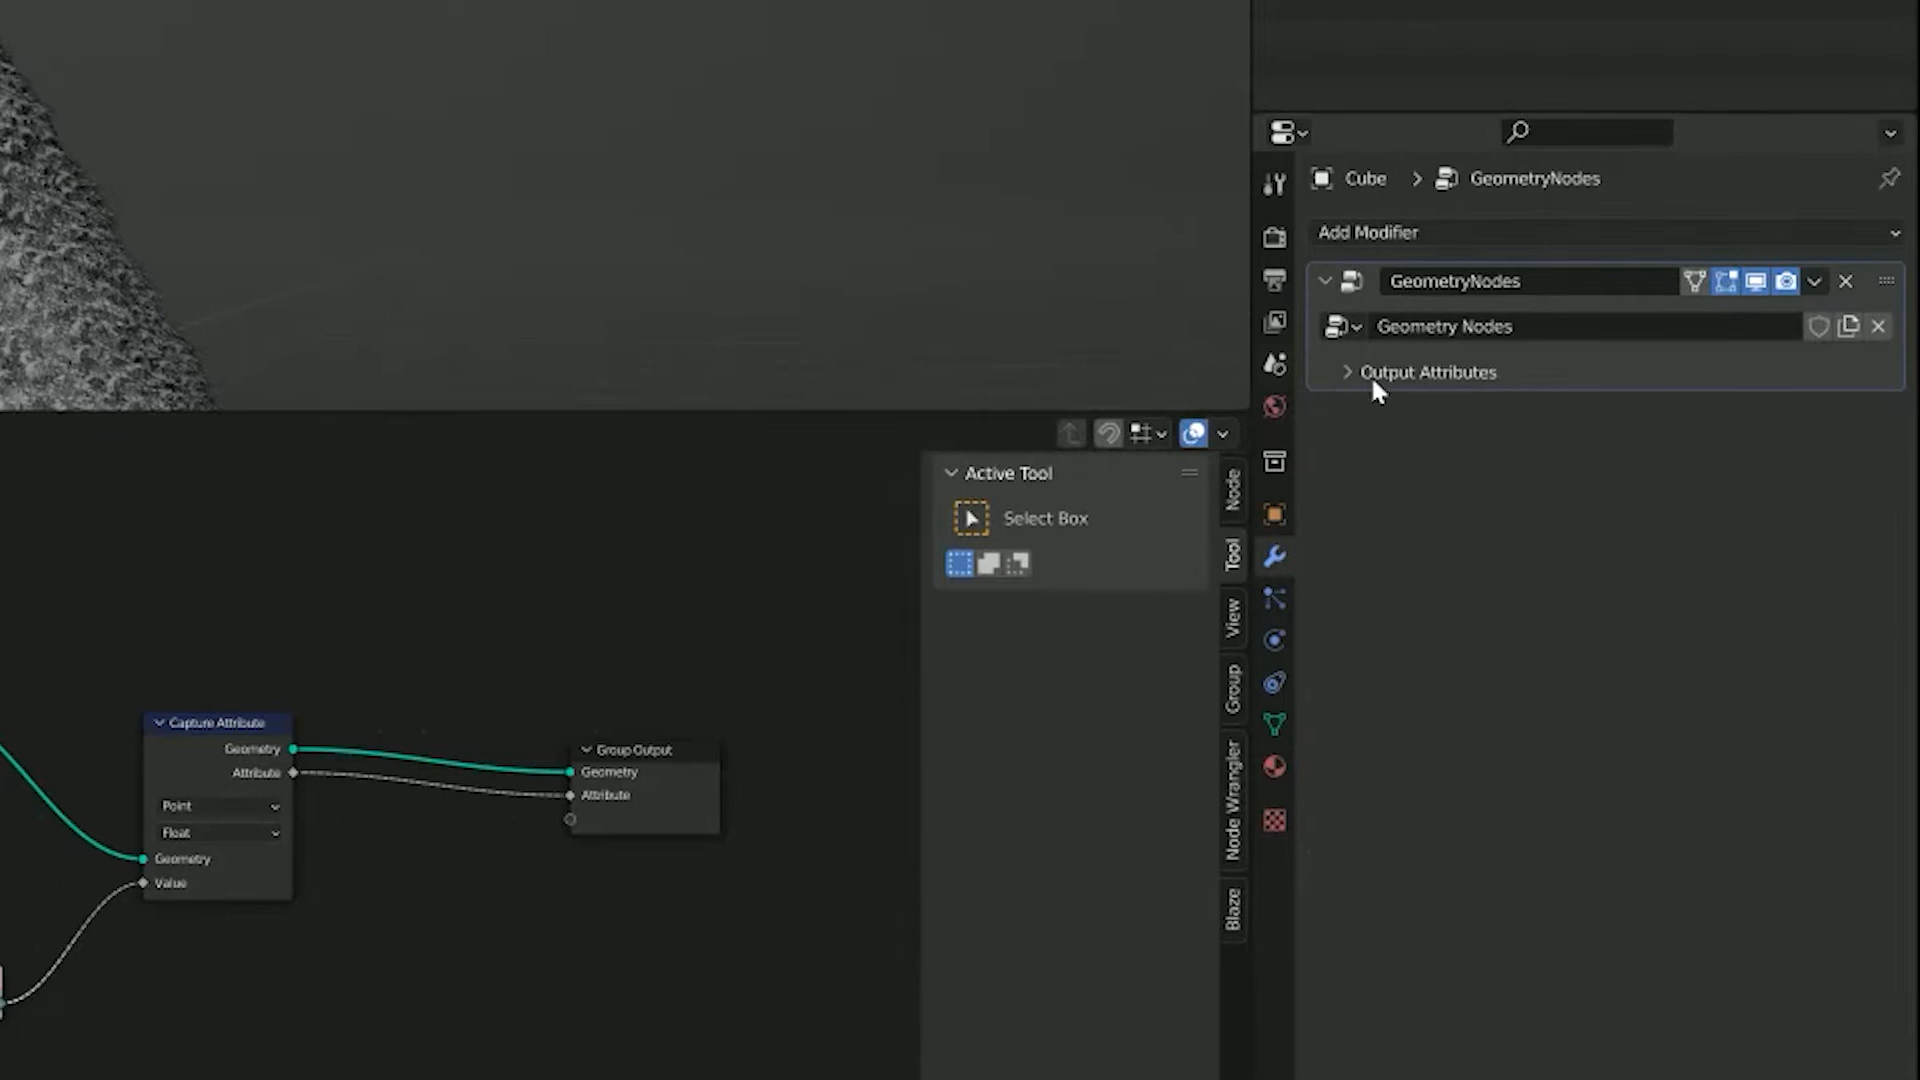 Cube
GeometryNodes
Add Modifier
GeometryNodes
Geometry Nodes
Output Attributes
Active Tool
Select Box
Node
Tool
View
Group
Node Wrangler
Blaze
Capture Attribute
Geometry
Attribute
Point
Float
Geometry
Value
Group Output
Geometry
Attribute